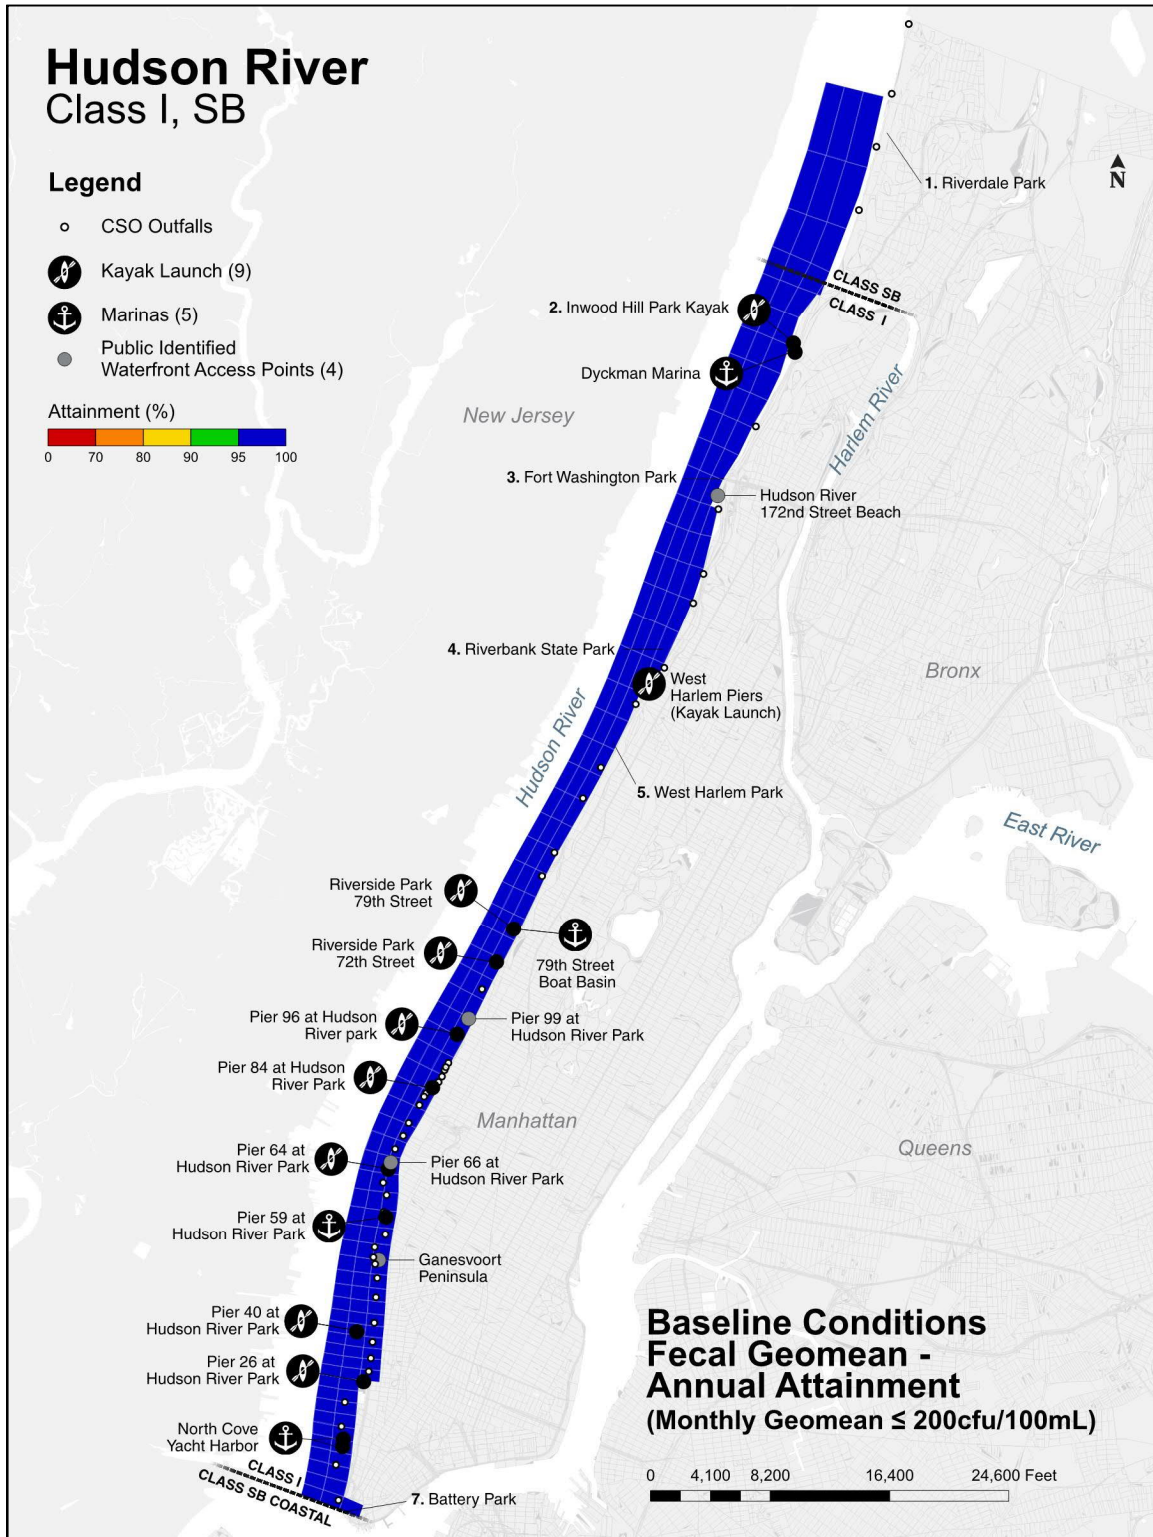 Hudson River
Class I, SB
Legend
CSO Outfalls
Kayak Launch (9)
Marinas (5)
Public Identified
Waterfront Access Points (4)
Attainment (%)
0 70 80 90 95 100
N
1. Riverdale Park
CLASS SB
CLASS I
2. Inwood Hill Park Kayak
Dyckman Marina
New Jersey
Harlem River
3. Fort Washington Park
Hudson River
172nd Street Beach
4. Riverbank State Park
West
Harlem Piers
(Kayak Launch)
Bronx
Hudson River
5. West Harlem Park
East River
Riverside Park
79th Street
Riverside Park
72th Street
79th Street
Boat Basin
Pier 96 at Hudson
River park
Pier 99 at
Hudson River Park
Pier 84 at Hudson
River Park
Manhattan
Queens
Pier 64 at
Hudson River Park
Pier 66 at
Hudson River Park
Pier 59 at
Hudson River Park
Ganesvoort
Peninsula
Pier 40 at
Hudson River Park
Pier 26 at
Hudson River Park
North Cove
Yacht Harbor
CLASS I
CLASS SB COASTAL
7. Battery Park
Baseline Conditions
Fecal Geomean -
Annual Attainment
(Monthly Geomean ≤ 200cfu/100mL)
0 4,100 8,200 16,400 24,600 Feet